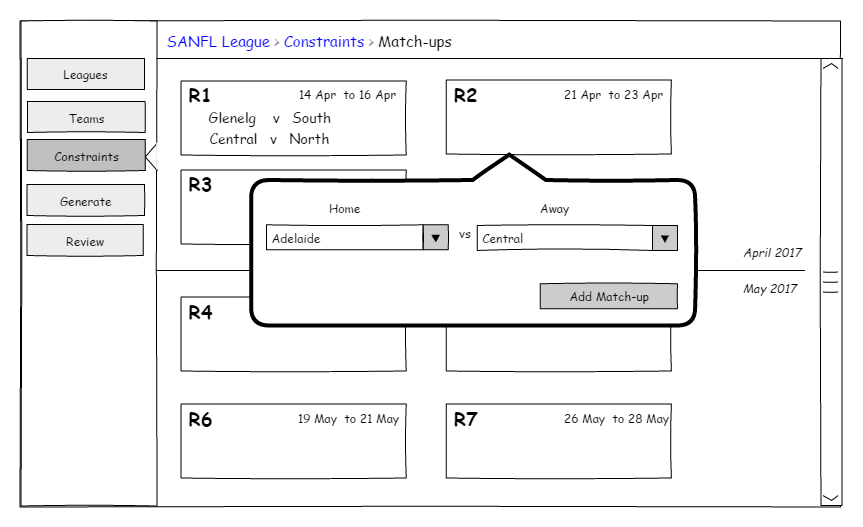 SANFL League > Constraints > Match-ups
Leagues
Teams
Constraints
Generate
Review
R1 14 Apr to 16 Apr
Glenelg v South
Central v North
R2 21 Apr to 23 Apr
R3
Home Away
Adelaide ▼ vs Central ▼
Add Match-up
April 2017
May 2017
R4
R6 19 May to 21 May
R7 26 May to 28 May